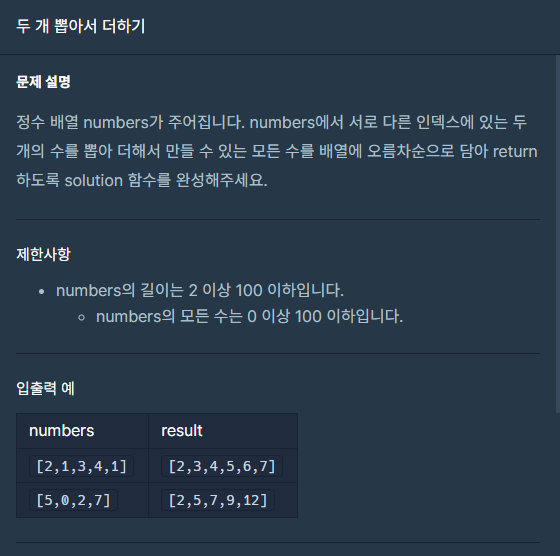 두 개 뽑아서 더하기
문제 설명
정수 배열 numbers가 주어집니다. numbers에서 서로 다른 인덱스에 있는 두
개의 수를 뽑아 더해서 만들 수 있는 모든 수를 배열에 오름차순으로 담아 return
하도록 solution 함수를 완성해주세요.
제한사항
numbers의 길이는 2 이상 100 이하입니다.
numbers의 모든 수는 0 이상 100 이하입니다.
입출력 예
numbers result
[2,1,3,4,1] [2,3,4,5,6,7]
[5,0,2,7] [2,5,7,9,12]